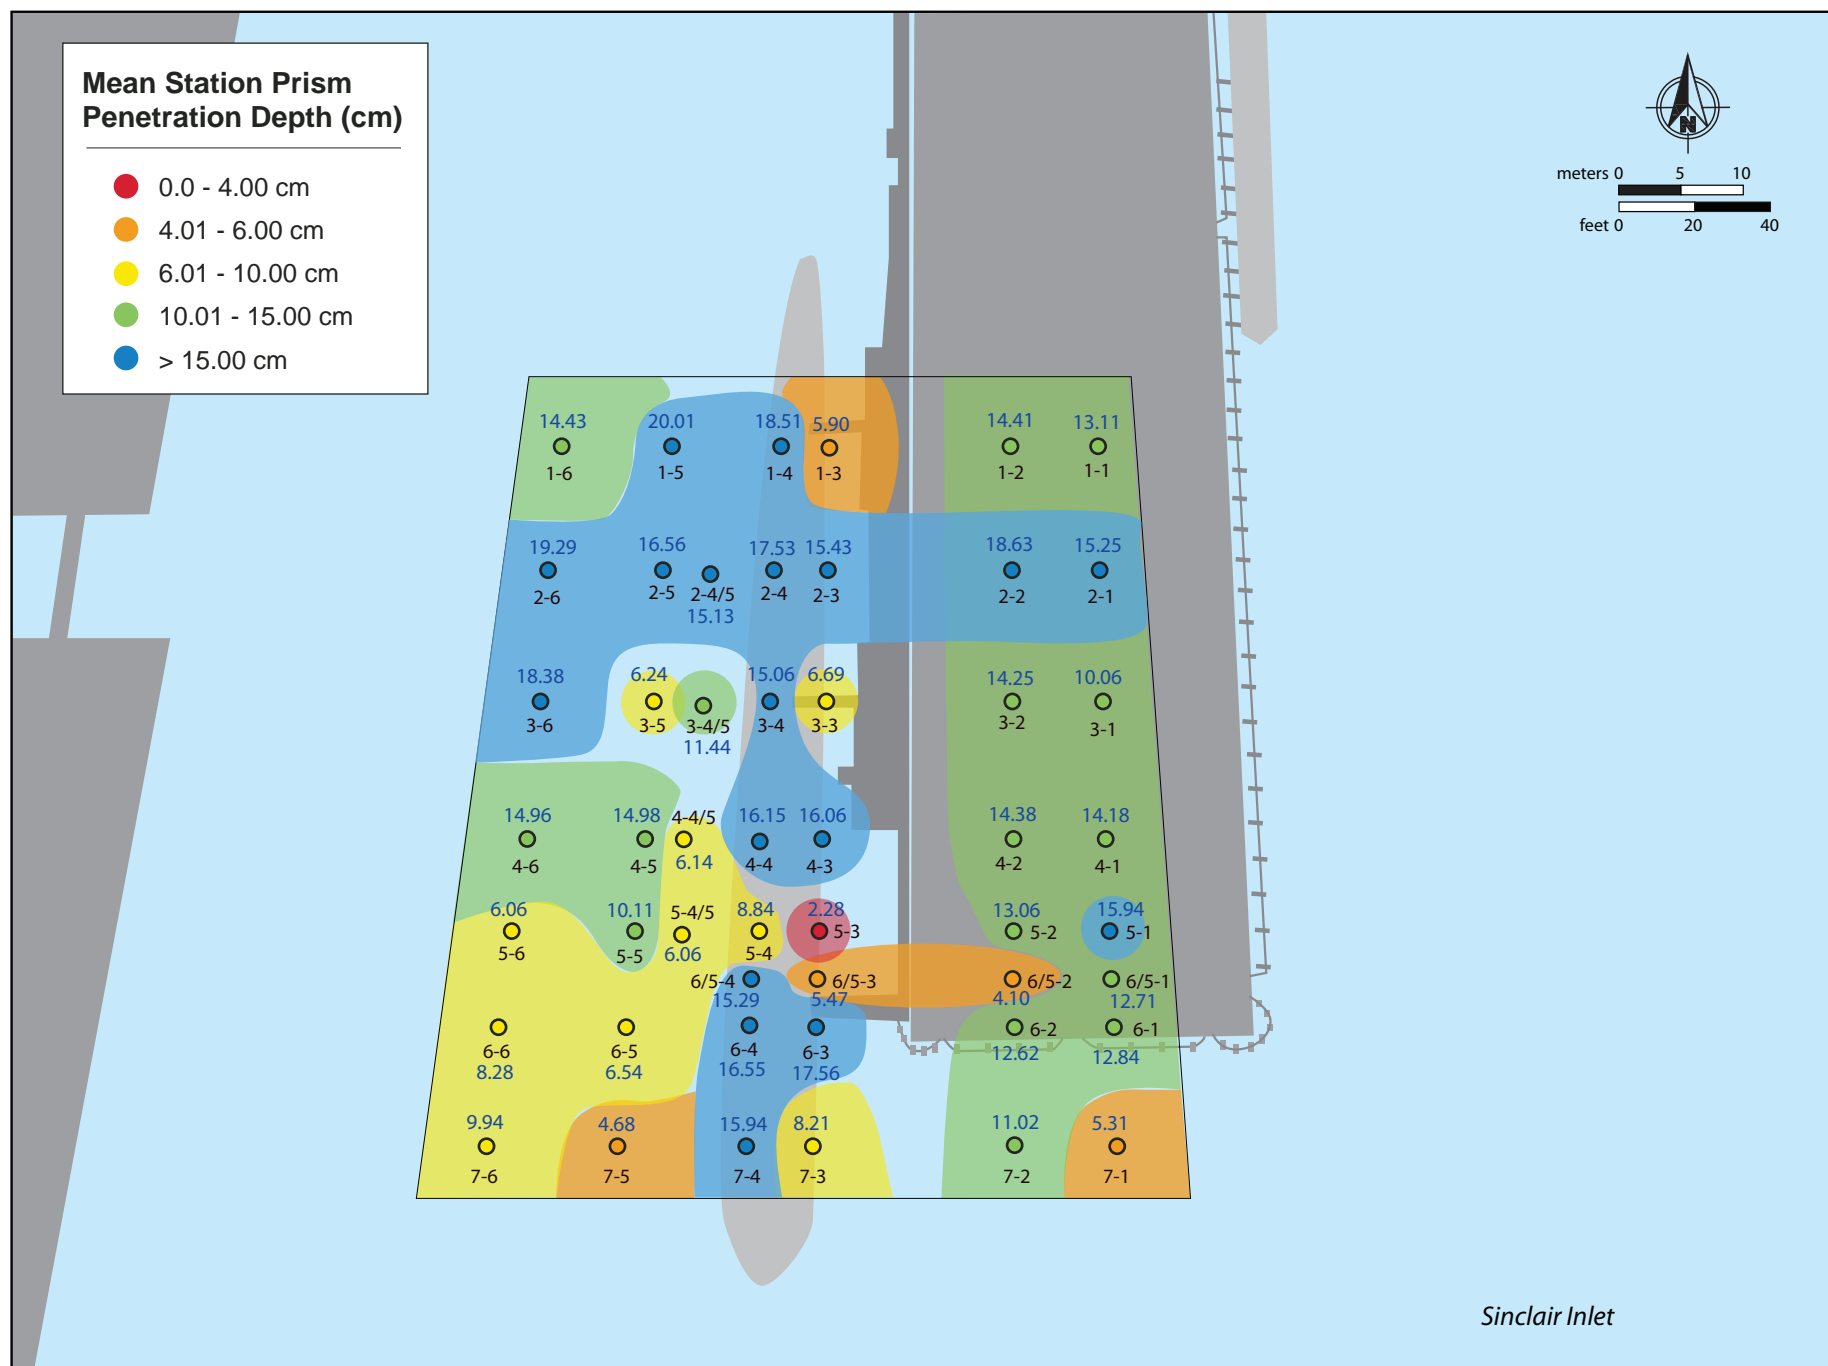 Mean Station Prism
Penetration Depth (cm)
0.0 - 4.00 cm
4.01 - 6.00 cm
6.01 - 10.00 cm
10.01 - 15.00 cm
> 15.00 cm
N
meters 0 5 10
feet 0 20 40
14.43 20.01 18.51 5.90 14.41 13.11
1-6 1-5 1-4 1-3 1-2 1-1
19.29 16.56 17.53 15.43 18.63 15.25
2-6 2-5 2-4/5 2-4 2-3 2-2 2-1
15.13
18.38 6.24 15.06 6.69 14.25 10.06
3-6 3-5 3-4/5 3-4 3-3 3-2 3-1
11.44
14.96 14.98 4-4/5 16.15 16.06 14.38 14.18
4-6 4-5 6.14 4-4 4-3 4-2 4-1
6.06 10.11 5-4/5 8.84 2.28 13.06 15.94
5-3 5-2 5-1
5-6 5-5 6.06 5-4
6/5-4 6/5-3 6/5-2 6/5-1
15.29 5.47 4.10 12.71
6-2 6-1
6-6 6-5 6-4 6-3 12.62 12.84
8.28 6.54 16.55 17.56
9.94 4.68 15.94 8.21 11.02 5.31
7-6 7-5 7-4 7-3 7-2 7-1
Sinclair Inlet